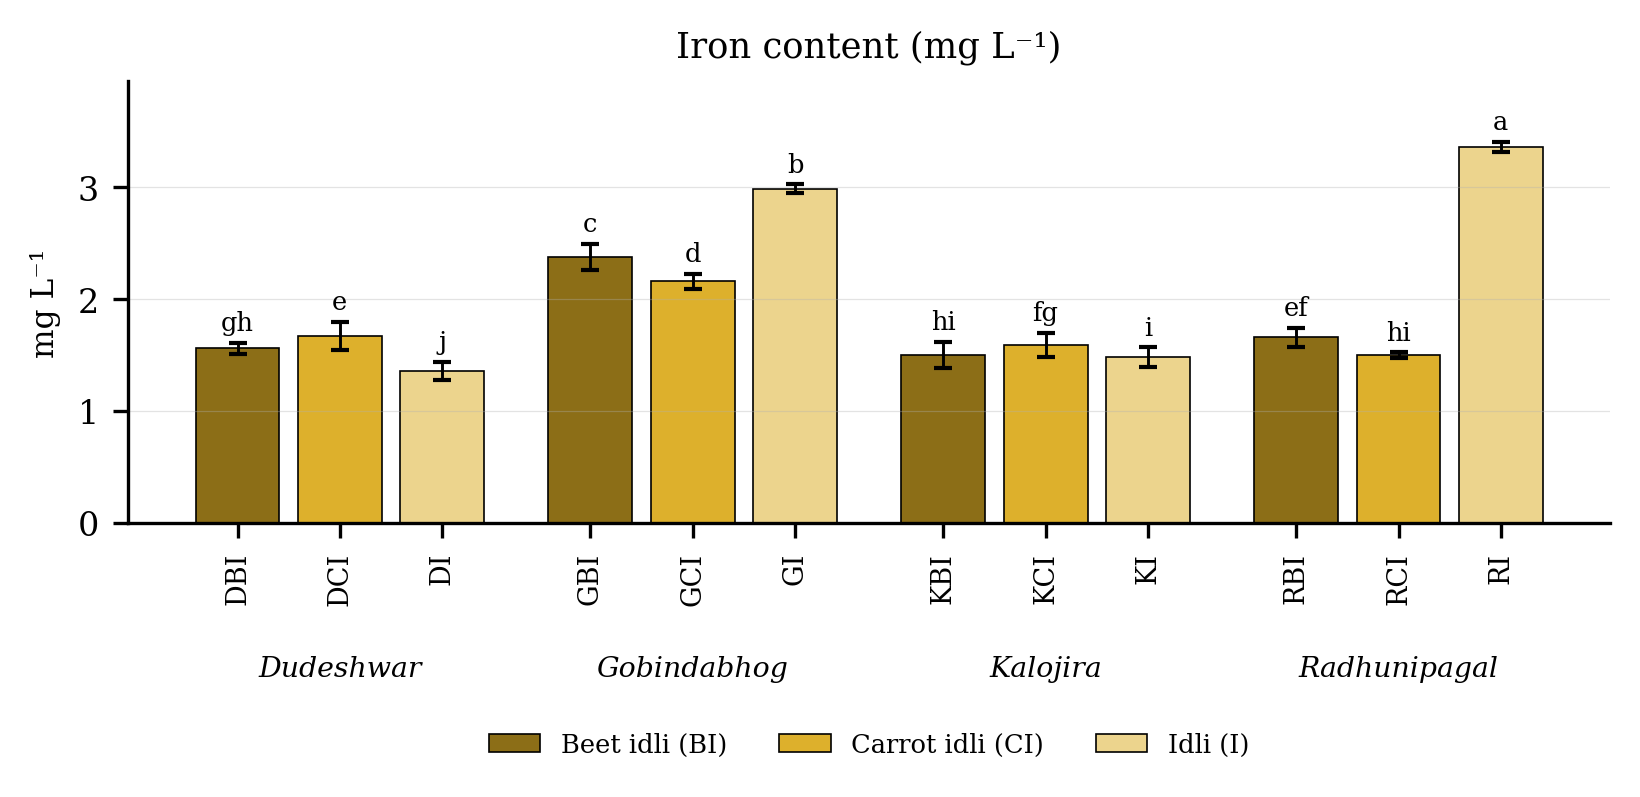 Iron content (mg L⁻¹)
mg L⁻¹
3
2
1
0
gh
e
j
c
d
b
hi
fg
i
ef
hi
a
DBI
DCI
DI
GBI
GCI
GI
KBI
KCI
KI
RBI
RCI
RI
Dudeshwar
Gobindabhog
Kalojira
Radhunipagal
Beet idli (BI)
Carrot idli (CI)
Idli (I)